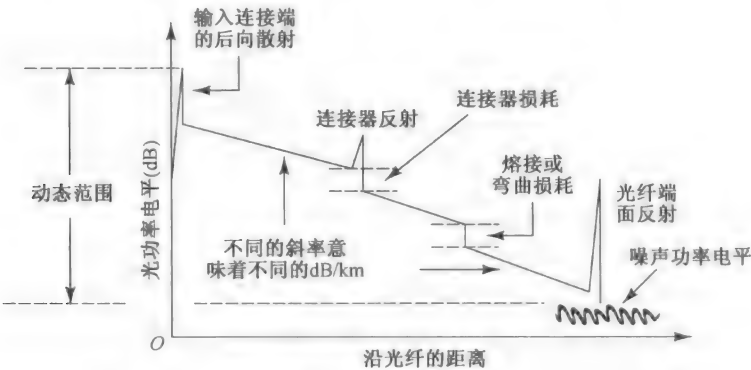 输入连接端
的后向散射
连接器反射
连接器损耗
熔接或
弯曲损耗
光纤端
面反射
动态范围
光功率电平(dB)
不同的斜率意
味着不同的dB/km
噪声功率电平
O
沿光纤的距离